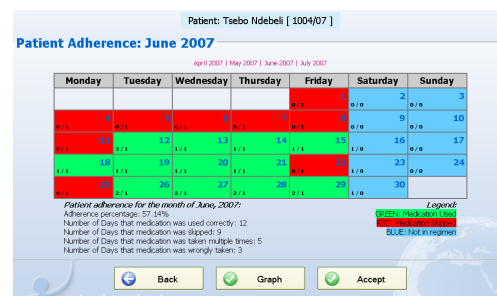 Patient: Tsebo Ndebeli [ 1004/07 ]
Patient Adherence: June 2007
April 2007 | May 2007 | June 2007 | July 2007
Monday Tuesday Wednesday Thursday Friday Saturday Sunday
1 2 3
0 / 1 0 / 0 0 / 0
4 5 6 7 8 9 10
0 / 1 0 / 1 0 / 1 0 / 1 0 / 1 0 / 0 0 / 0
11 12 13 14 15 16 17
0 / 1 1 / 1 1 / 1 1 / 1 1 / 0 0 / 0
18 19 20 21 22 23 24
1 / 1 1 / 1 1 / 1 1 / 1 0 / 1 1 / 0 0 / 0
25 26 27 28 29 30
0 / 1 2 / 1 2 / 1 2 / 1 2 / 1 1 / 0
Patient adherence for the month of June, 2007:
Legend:
Adherence percentage: 57.14%
GREEN: Medication Used
Number of Days that medication was used correctly: 12
RED: Medication Skipped
Number of Days that medication was skipped: 9
BLUE: Not in regimen
Number of Days that medication was taken multiple times: 5
Number of Days that medication was wrongly taken: 3
Back Graph Accept